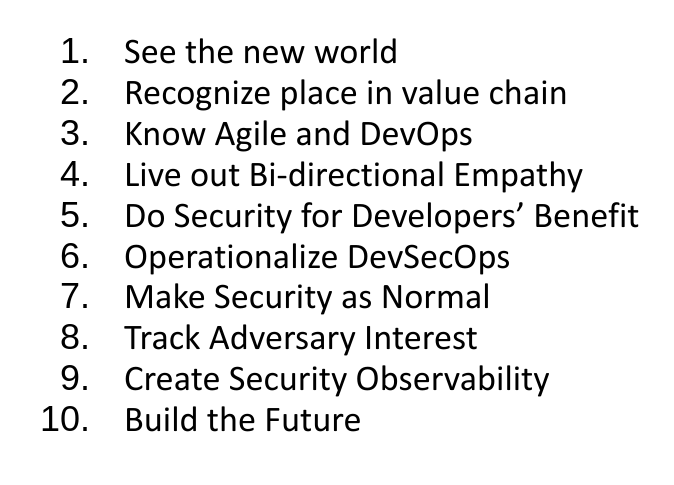 1. See the new world
2. Recognize place in value chain
3. Know Agile and DevOps
4. Live out Bi-directional Empathy
5. Do Security for Developers’ Benefit
6. Operationalize DevSecOps
7. Make Security as Normal
8. Track Adversary Interest
9. Create Security Observability
10. Build the Future